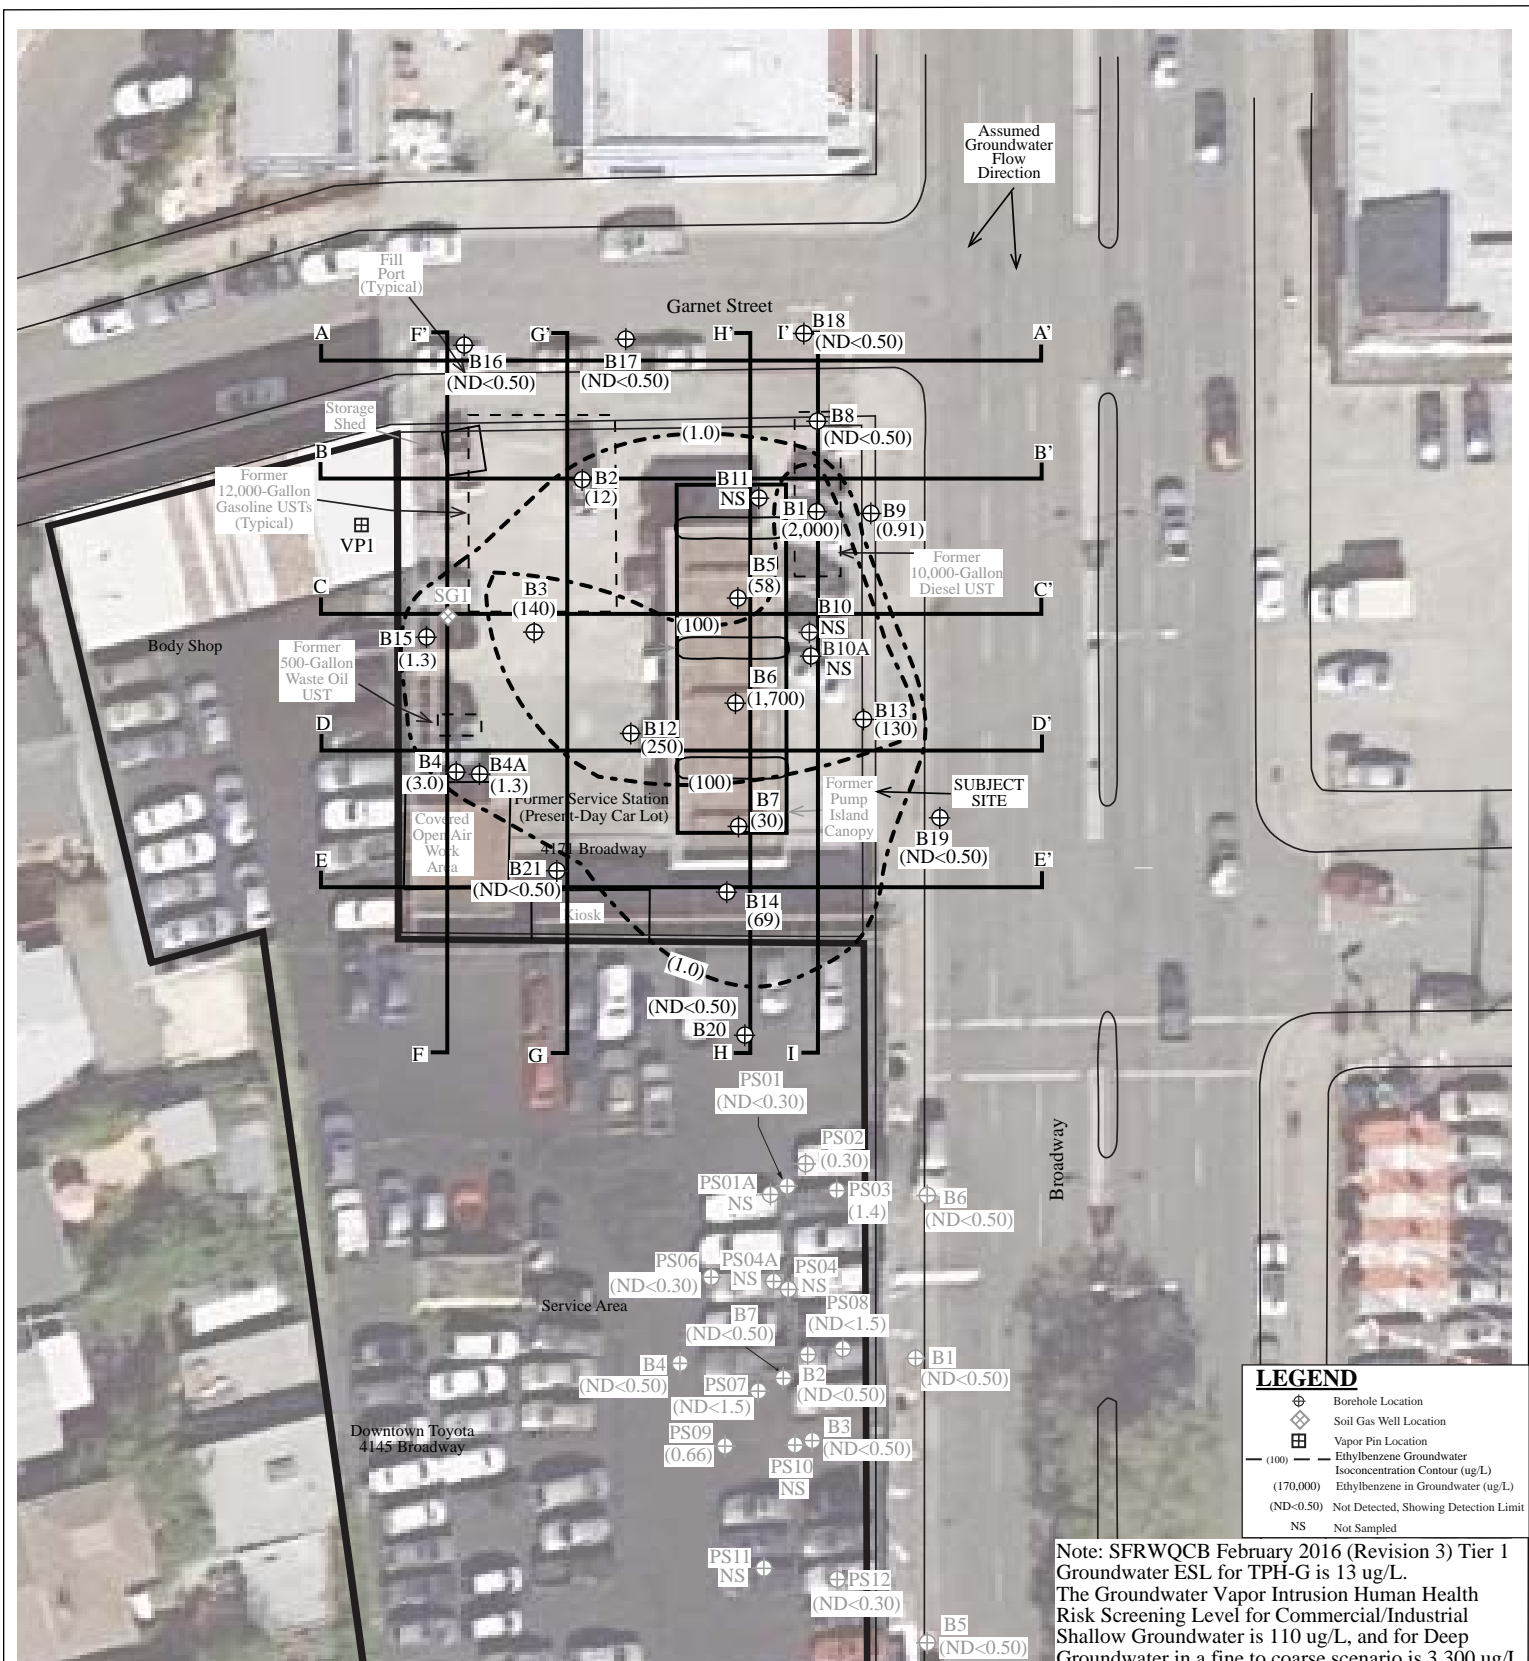 Assumed
Groundwater
Flow
Direction
Fill
Port
(Typical)
Garnet Street
A
F'
G'
H'
I'
B18
(ND<0.50)
A'
B16
(ND<0.50)
B17
(ND<0.50)
Storage
Shed
B8
(ND<0.50)
(1.0)
B
B'
Former
12,000-Gallon
Gasoline USTs
(Typical)
B2
(12)
B11
NS
B1
(2,000)
B9
(0.91)
VP1
Former
10,000-Gallon
Diesel UST
B5
(58)
C
C'
SG1
B3
(140)
B10
NS
(100)
B15
(1.3)
Body Shop
Former
500-Gallon
Waste Oil
UST
B10A
NS
B6
(1,700)
D
D'
B12
(250)
B13
(130)
B4
(3.0)
B4A
(1.3)
(100)
Former
Pump
Island
Canopy
SUBJECT
SITE
Former Service Station
(Present-Day Car Lot)
B7
(30)
Covered
Open Air
Work
Area
4171 Broadway
B19
(ND<0.50)
E
E'
B21
(ND<0.50)
B14
(69)
Kiosk
(1.0)
(ND<0.50)
B20
F
G
H
I
PS01
(ND<0.30)
PS02
(0.30)
PS01A
NS
PS03
(1.4)
B6
(ND<0.50)
Broadway
PS06
(ND<0.30)
PS04A
NS
PS04
NS
Service Area
PS08
(ND<1.5)
B7
(ND<0.50)
B4
(ND<0.50)
B2
(ND<0.50)
B1
(ND<0.50)
PS07
(ND<1.5)
Downtown Toyota
4145 Broadway
PS09
(0.66)
B3
(ND<0.50)
PS10
NS
PS11
NS
PS12
(ND<0.30)
B5
(ND<0.50)
LEGEND
Borehole Location
Soil Gas Well Location
Vapor Pin Location
(100) Ethylbenzene Groundwater
Isoconcentration Contour (ug/L)
(170,000) Ethylbenzene in Groundwater (ug/L)
(ND<0.50) Not Detected, Showing Detection Limit
NS Not Sampled
Note: SFRWQCB February 2016 (Revision 3) Tier 1
Groundwater ESL for TPH-G is 13 ug/L.
The Groundwater Vapor Intrusion Human Health
Risk Screening Level for Commercial/Industrial
Shallow Groundwater is 110 ug/L, and for Deep
Groundwater in a fine to coarse scenario is 3,300 ug/L